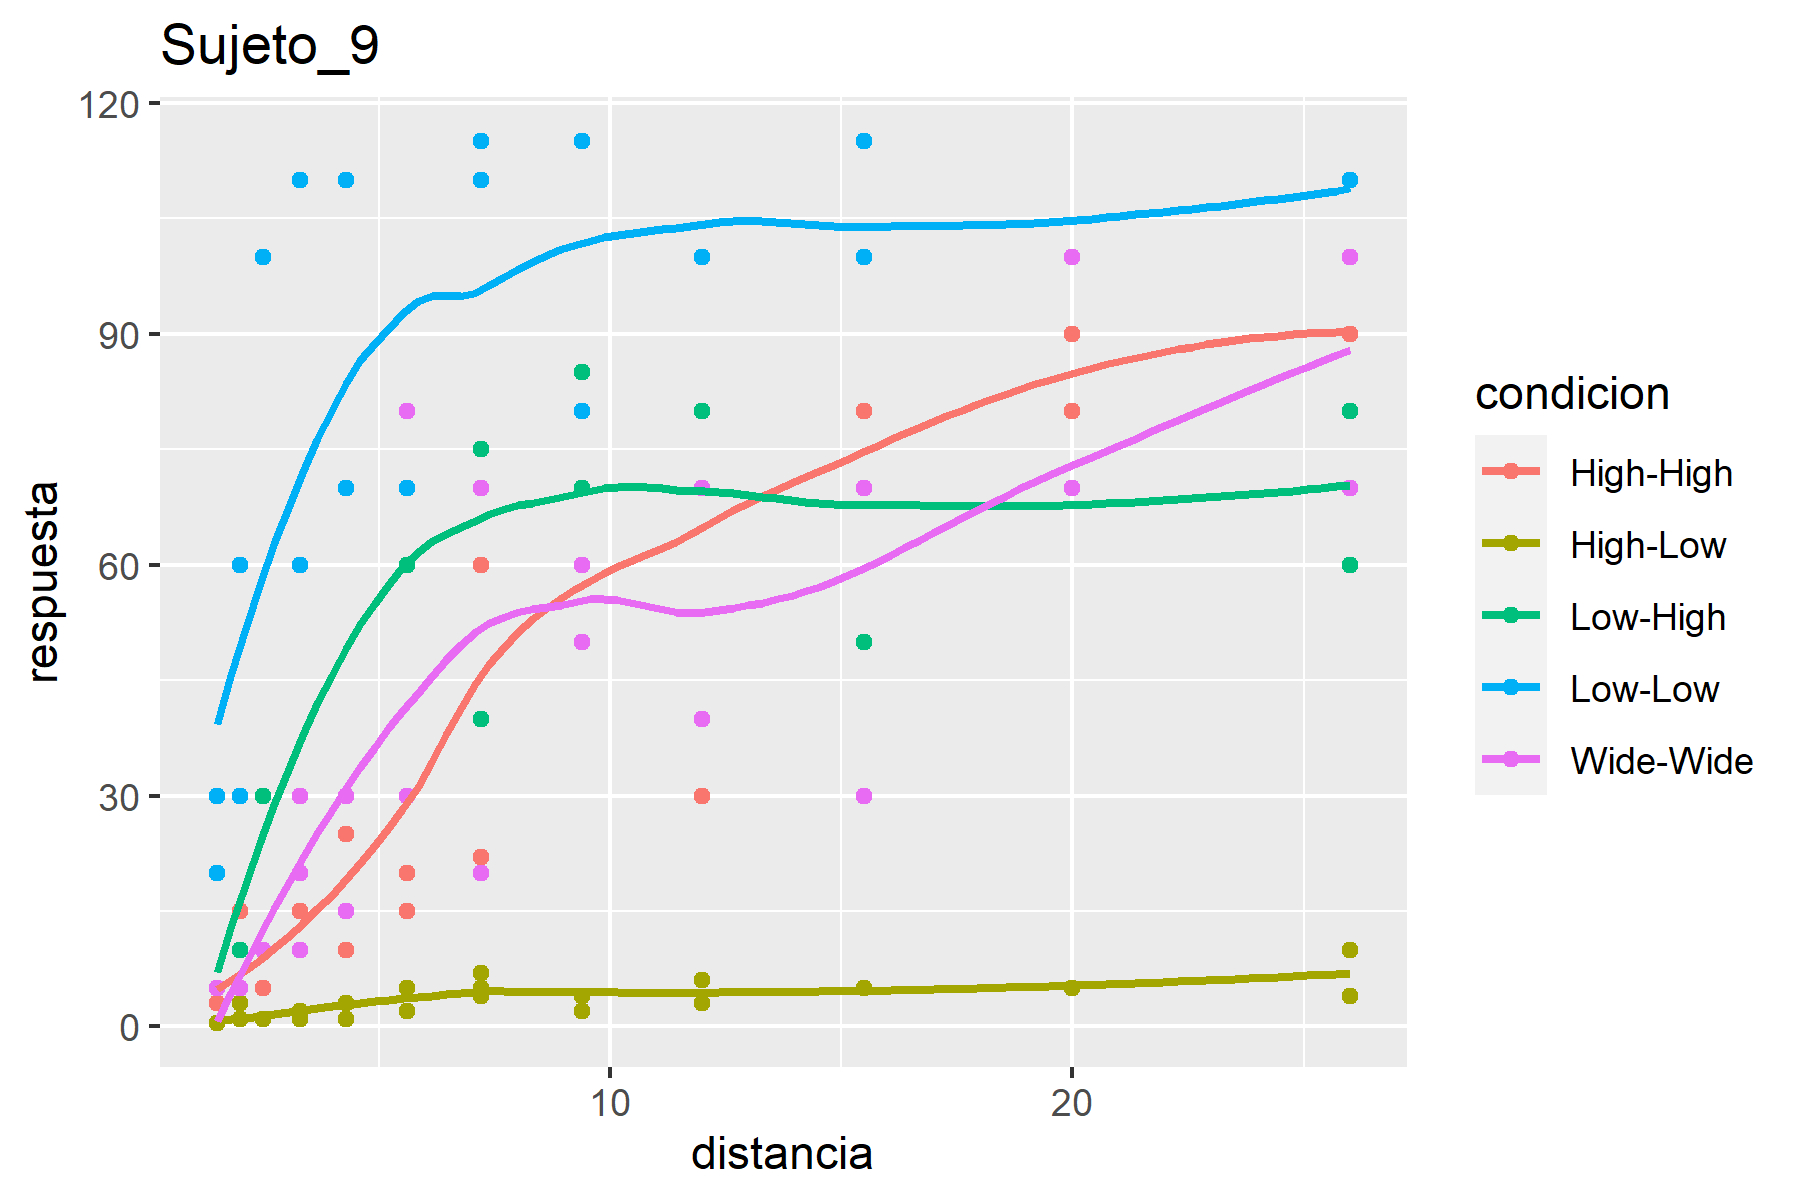 Sujeto_9
120
90
60
30
0
respuesta
10
20
distancia
condicion
High-High
High-Low
Low-High
Low-Low
Wide-Wide